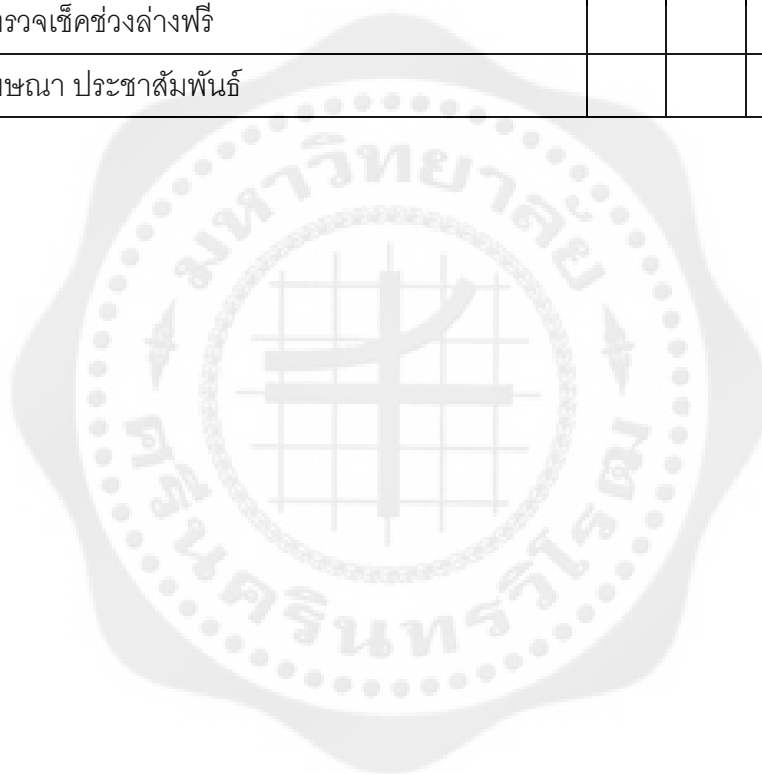 รวจเช็คช่วงล่างฟรี
ษณา ประชาสัมพันธ์
มหาวิทยาลัย
ศรีนครินทรวิโรฒ